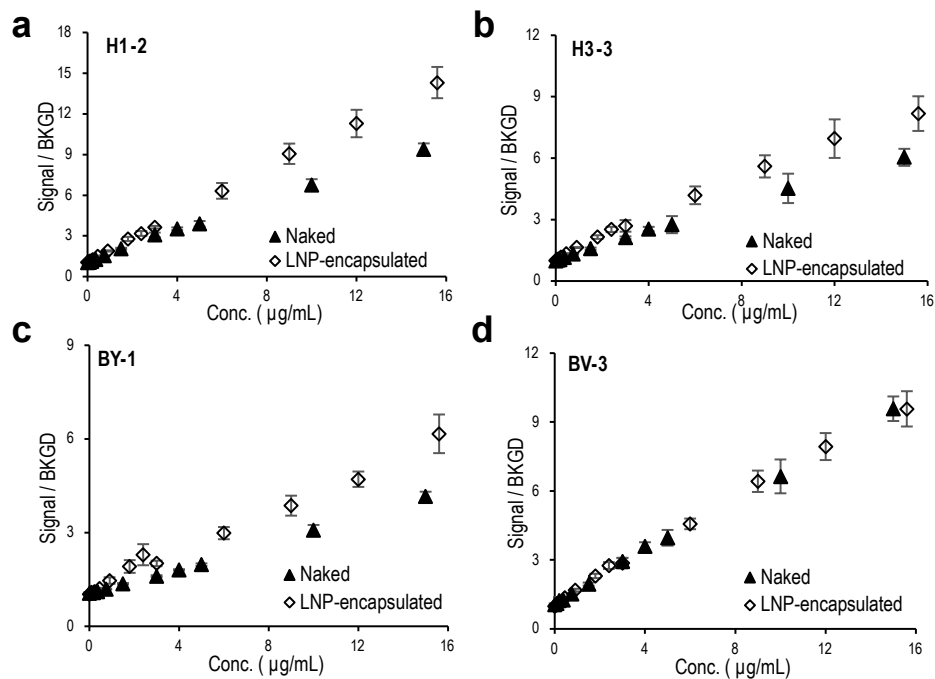 a
H1-2
18
15
12
9
6
3
0
Signal / BKGD
Naked
LNP-encapsulated
0 4 8 12 16
Conc. ( µg/mL)
b
H3-3
12
9
6
3
0
Signal / BKGD
Naked
LNP-encapsulated
0 4 8 12 16
Conc. ( µg/mL)
c
BY-1
9
6
3
0
Signal / BKGD
Naked
LNP-encapsulated
0 4 8 12 16
Conc. ( µg/mL)
d
BV-3
12
9
6
3
0
Signal / BKGD
Naked
LNP-encapsulated
0 4 8 12 16
Conc. ( µg/mL)